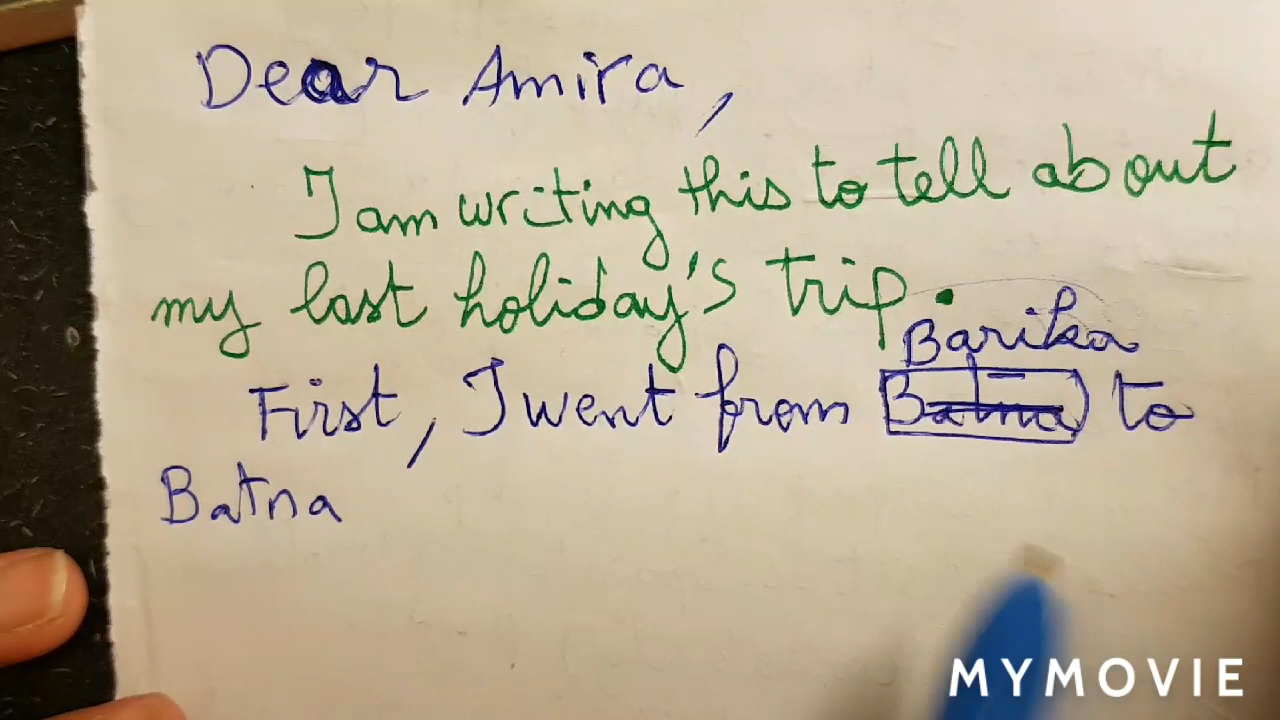 Dear Amira,
I am writing this to tell about
my last holiday's trip.
Barika
First, I went from Batna to
Batna
MYMOVIE